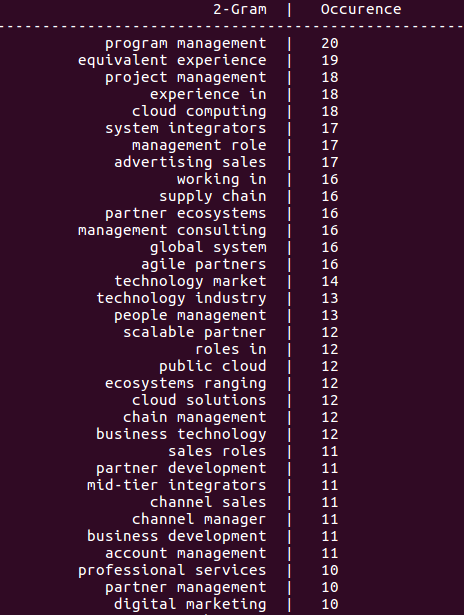 2-Gram | Occurence
--------------------------------------------------
program management | 20
equivalent experience | 19
project management | 18
experience in | 18
cloud computing | 18
system integrators | 17
management role | 17
advertising sales | 17
working in | 16
supply chain | 16
partner ecosystems | 16
management consulting | 16
global system | 16
agile partners | 16
technology market | 14
technology industry | 13
people management | 13
scalable partner | 12
roles in | 12
public cloud | 12
ecosystems ranging | 12
cloud solutions | 12
chain management | 12
business technology | 12
sales roles | 11
partner development | 11
mid-tier integrators | 11
channel sales | 11
channel manager | 11
business development | 11
account management | 11
professional services | 10
partner management | 10
digital marketing | 10